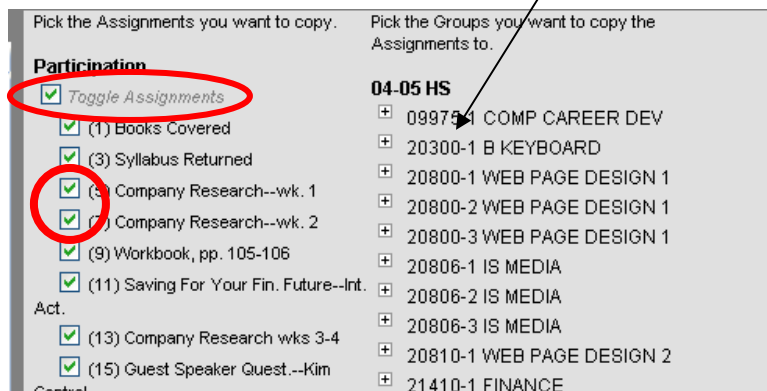 Pick the Assignments you want to copy.
Participation
Toggle Assignments
(1) Books Covered
(3) Syllabus Returned
(5) Company Research--wk. 1
(7) Company Research--wk. 2
(9) Workbook, pp. 105-106
(11) Saving For Your Fin. Future--Int.
Act.
(13) Company Research wks 3-4
(15) Guest Speaker Quest.--Kim
Pick the Groups you want to copy the
Assignments to.
04-05 HS
09975-1 COMP CAREER DEV
20300-1 B KEYBOARD
20800-1 WEB PAGE DESIGN 1
20800-2 WEB PAGE DESIGN 1
20800-3 WEB PAGE DESIGN 1
20806-1 IS MEDIA
20806-2 IS MEDIA
20806-3 IS MEDIA
20810-1 WEB PAGE DESIGN 2
21410-1 FINANCE